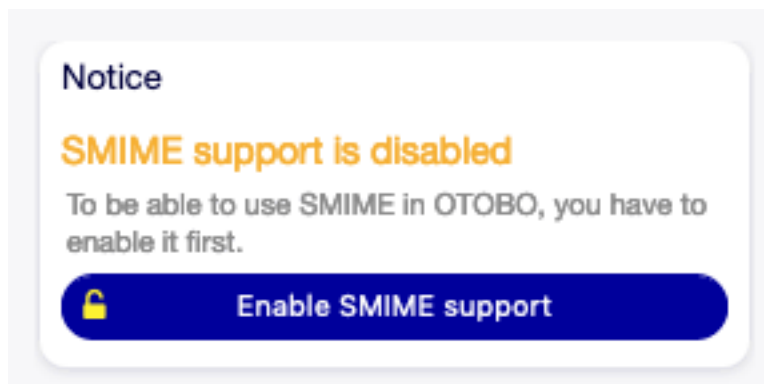 Notice
SMIME support is disabled
To be able to use SMIME in OTOBO, you have to
enable it first.
Enable SMIME support